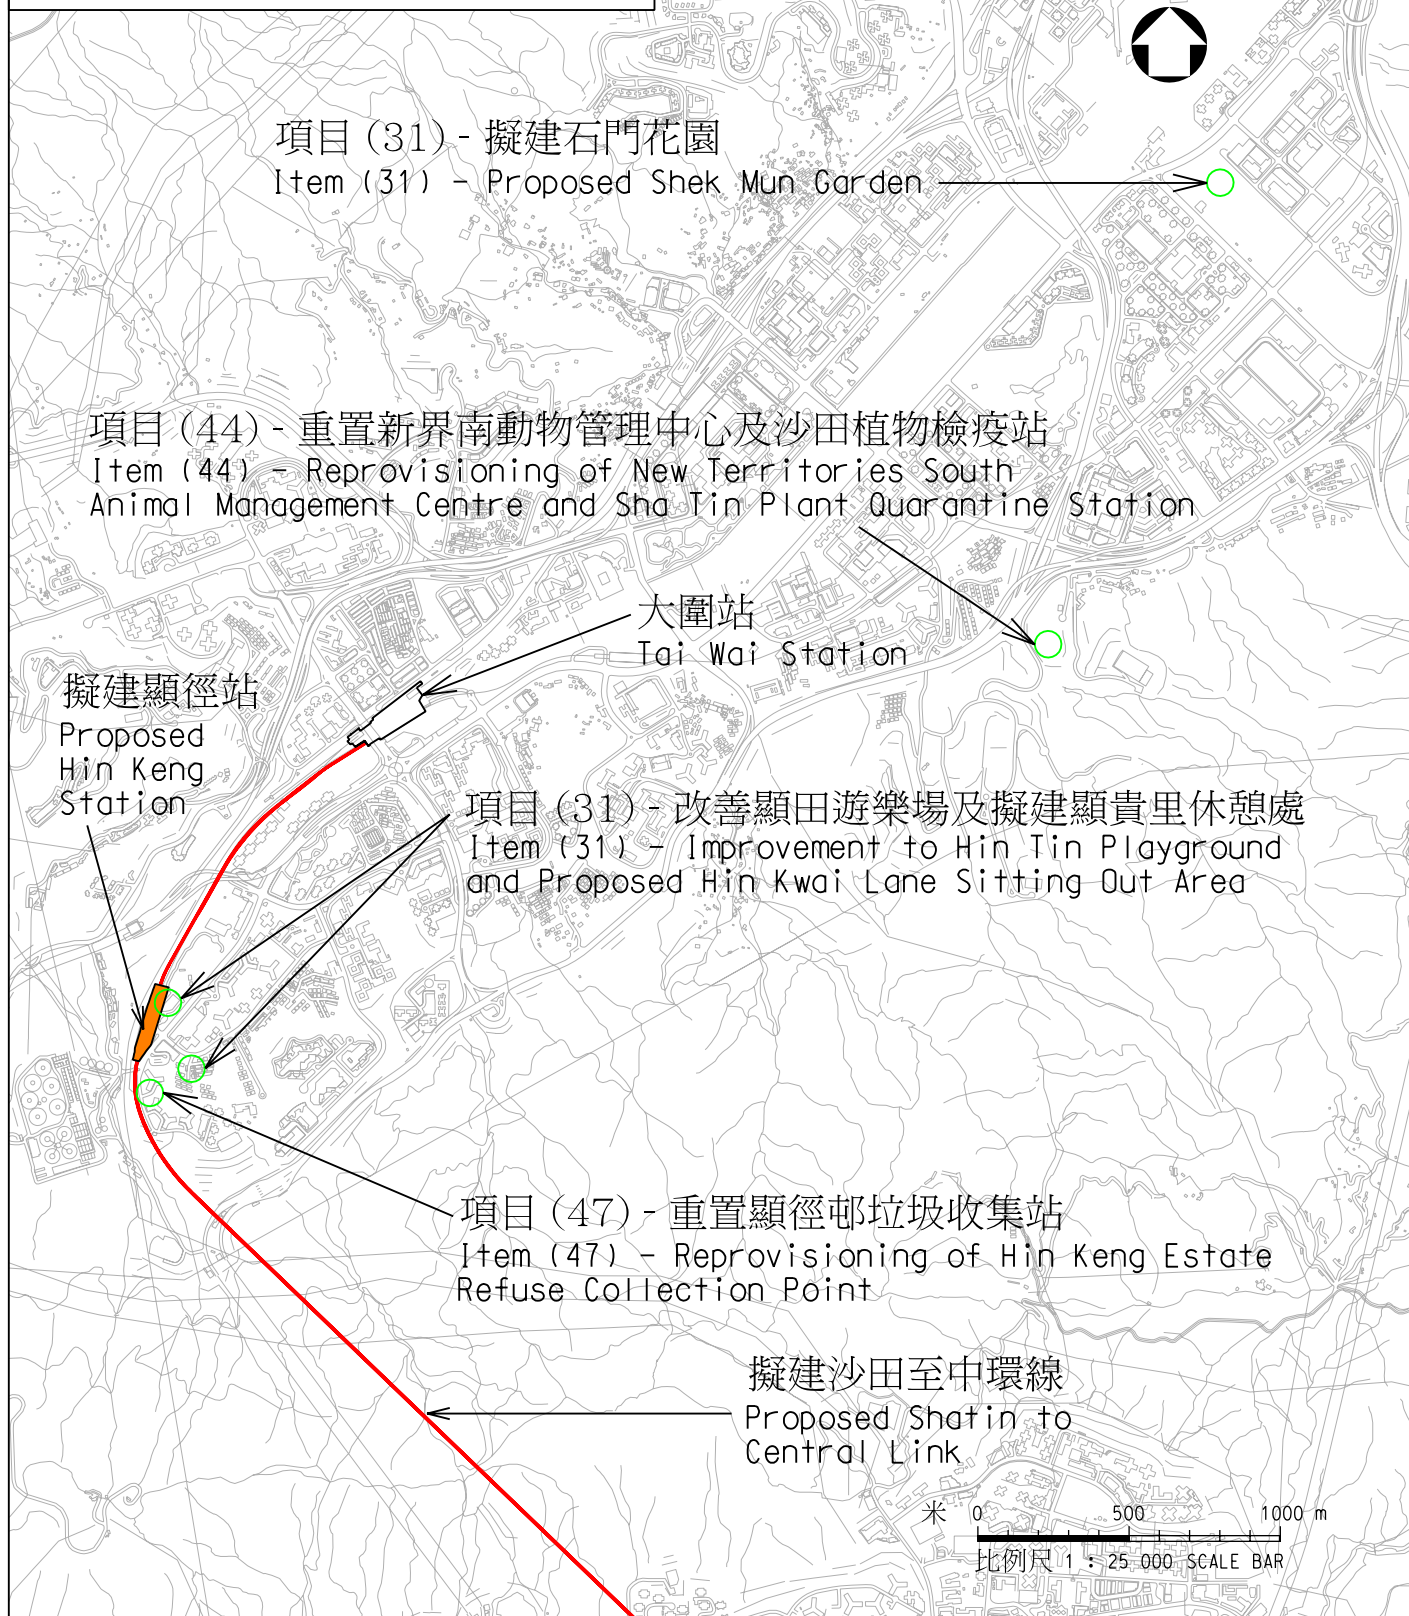 項目 (31) - 擬建石門花園
Item (31) - Proposed Shek Mun Garden
項目 (44) - 重置新界南動物管理中心及沙田植物檢疫站
Item (44) - Reprovisioning of New Territories South
Animal Management Centre and Sha Tin Plant Quarantine Station
大圍站
Tai Wai Station
擬建顯徑站
Proposed
Hin Keng
Station
項目 (31) - 改善顯田遊樂場及擬建顯貴里休憩處
Item (31) - Improvement to Hin Tin Playground
and Proposed Hin Kwai Lane Sitting Out Area
項目 (47) - 重置顯徑邨垃圾收集站
Item (47) - Reprovisioning of Hin Keng Estate
Refuse Collection Point
擬建沙田至中環線
Proposed Shatin to
Central Link
米 0 500 1000 m
比例尺 1 : 25 000 SCALE BAR